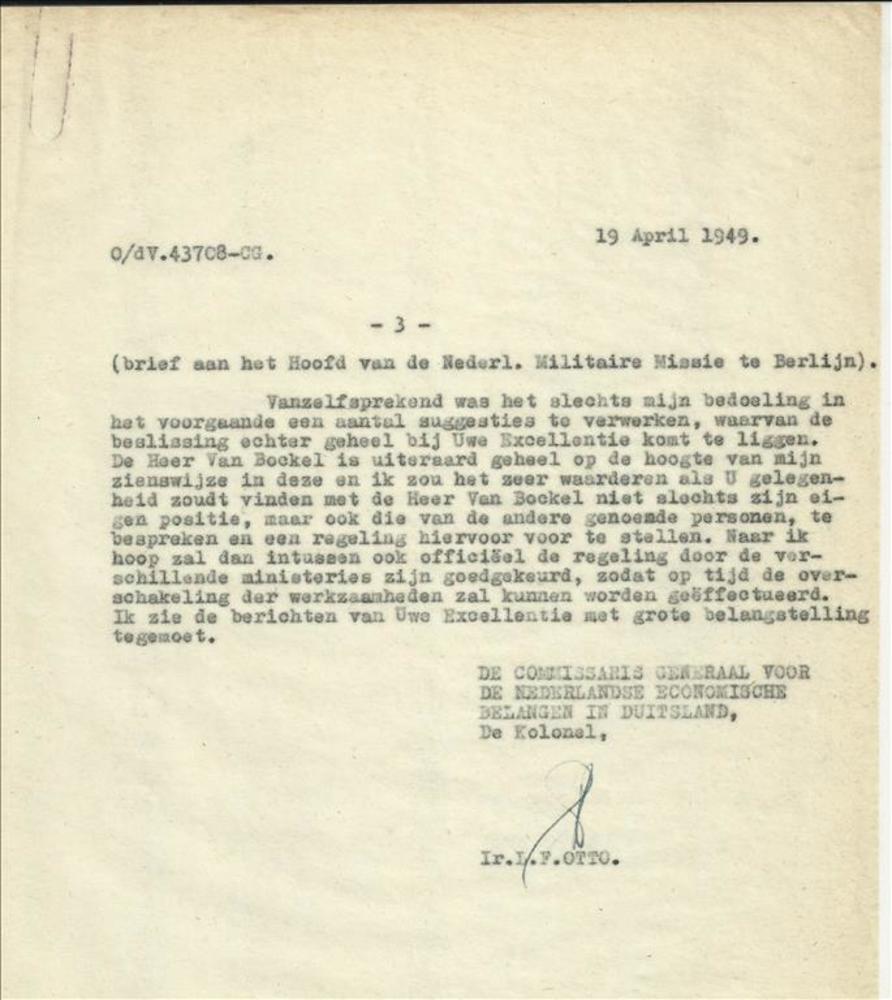 19 April 1949.
O/dV.43708-CG.
- 3 -
(brief aan het Hoofd van de Nederl. Militaire Missie te Berlijn).
Vanzelfsprekend was het slechts mijn bedoeling in
het voorgaande een aantal suggesties te verwerken, waarvan de
beslissing echter geheel bij Uwe Excellentie komt te liggen.
De Heer Van Bockel is uiteraard geheel op de hoogte van mijn
zienswijze in deze en ik zou het zeer waarderen als U gelegen-
heid zoudt vinden met de Heer Van Bockel niet slechts zijn ei-
gen positie, maar ook die van de andere genoemde personen, te
bespreken en een regeling hiervoor voor te stellen. Naar ik
hoop zal dan intussen ook officiëel de regeling door de ver-
schillende ministeries zijn goedgekeurd, zodat op tijd de over-
schakeling der werkzaamheden zal kunnen worden geëffectueerd.
Ik zie de berichten van Uwe Excellentie met grote belangstelling
tegemoet.
DE COMMISSARIS GENERAAL VOOR
DE NEDERLANDSE ECONOMISCHE
BELANGEN IN DUITSLAND,
De Kolonel,
Ir.L.F.OTTO.